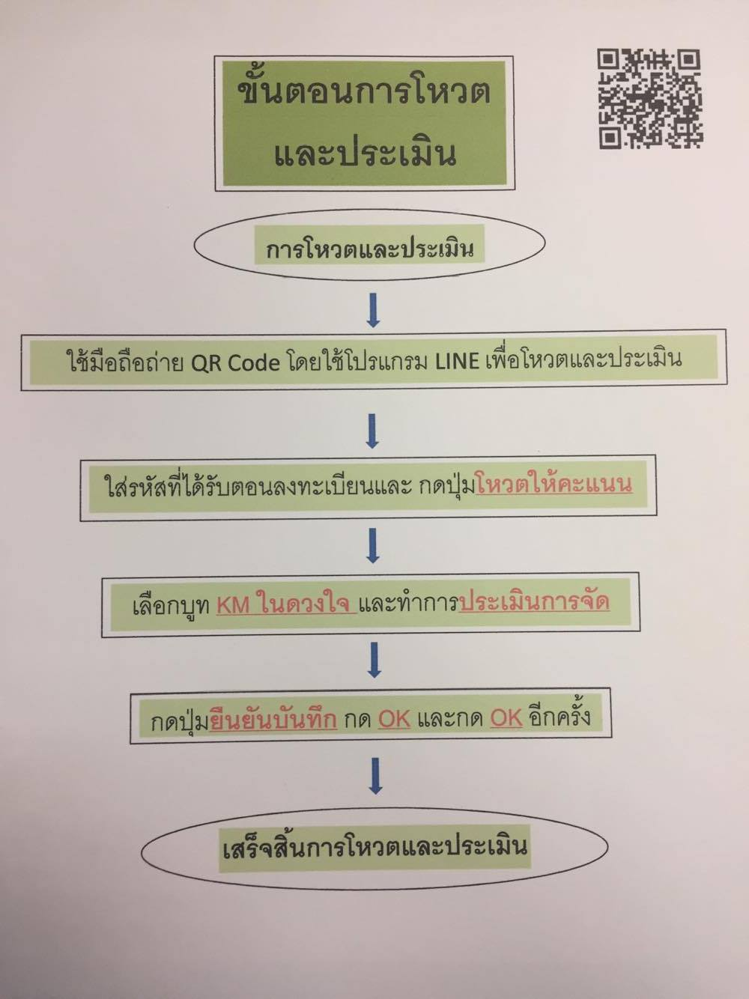 ขั้นตอนการโหวต
และประเมิน
การโหวตและประเมิน
ใช้มือถือถ่าย QR Code โดยใช้โปรแกรม LINE เพื่อโหวตและประเมิน
ใส่รหัสที่ได้รับตอนลงทะเบียนและ กดปุ่มโหวตให้คะแนน
เลือกบูท KM ในดวงใจ และทำการประเมินการจัด
กดปุ่มยืนยันบันทึก กด OK และกด OK อีกครั้ง
เสร็จสิ้นการโหวตและประเมิน